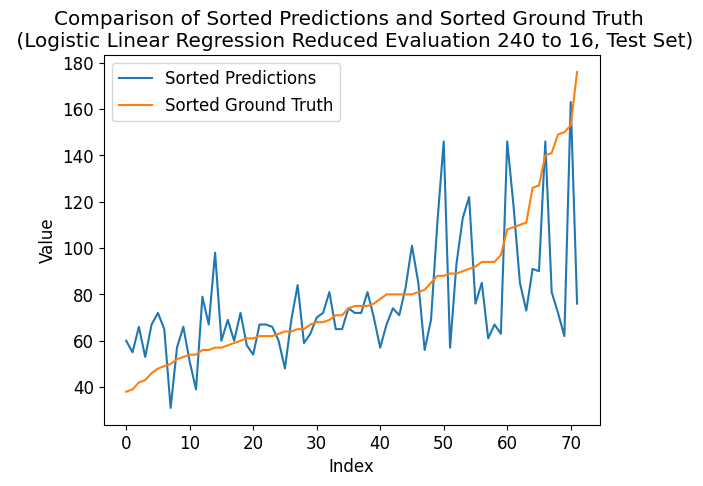 Comparison of Sorted Predictions and Sorted Ground Truth
(Logistic Linear Regression Reduced Evaluation 240 to 16, Test Set)
Sorted Predictions
Sorted Ground Truth
Value
180
160
140
120
100
80
60
40
0 10 20 30 40 50 60 70
Index